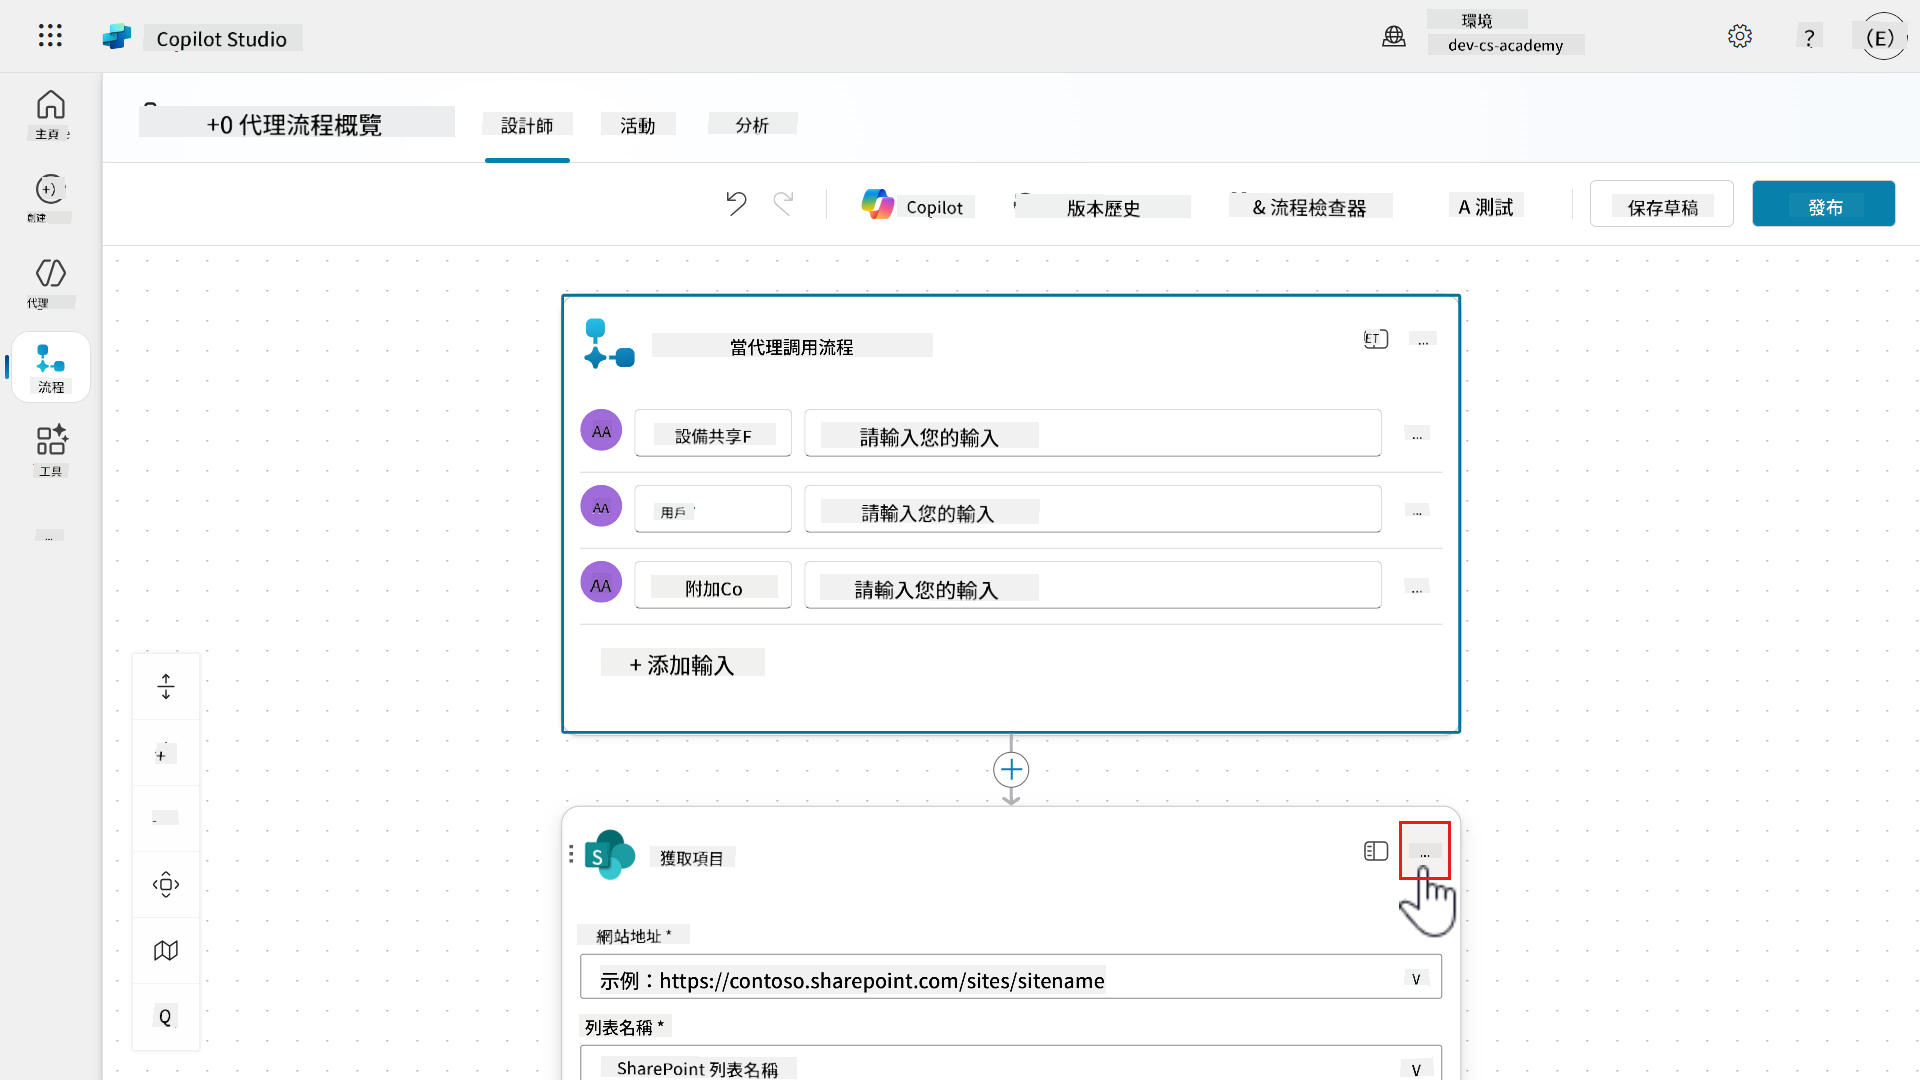 Copilot Studio
環境
dev-cs-academy
?
(E)
主頁
創建
代理
流程
工具
...
+0 代理流程概覽
設計師
活動
分析
Copilot
版本歷史
& 流程檢查器
A 測試
保存草稿
發布
當代理調用流程
ET
...
AA
設備共享F
請輸入您的輸入
...
AA
用戶
請輸入您的輸入
...
AA
附加Co
請輸入您的輸入
...
+ 添加輸入
S
獲取項目
...
網站地址 *
示例：https://contoso.sharepoint.com/sites/sitename
V
列表名稱 *
SharePoint 列表名稱
V
Q